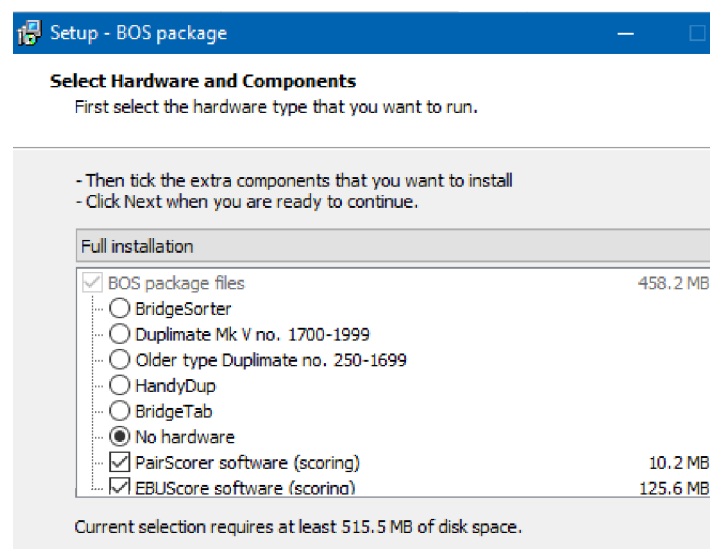 Setup - BOS package
Select Hardware and Components
First select the hardware type that you want to run.
- Then tick the extra components that you want to install
- Click Next when you are ready to continue.
Full installation
BOS package files 458.2 MB
BridgeSorter
Duplimate Mk V no. 1700-1999
Older type Duplimate no. 250-1699
HandyDup
BridgeTab
No hardware
PairScorer software (scoring) 10.2 MB
EBUScore software (scoring) 125.6 MB
Current selection requires at least 515.5 MB of disk space.